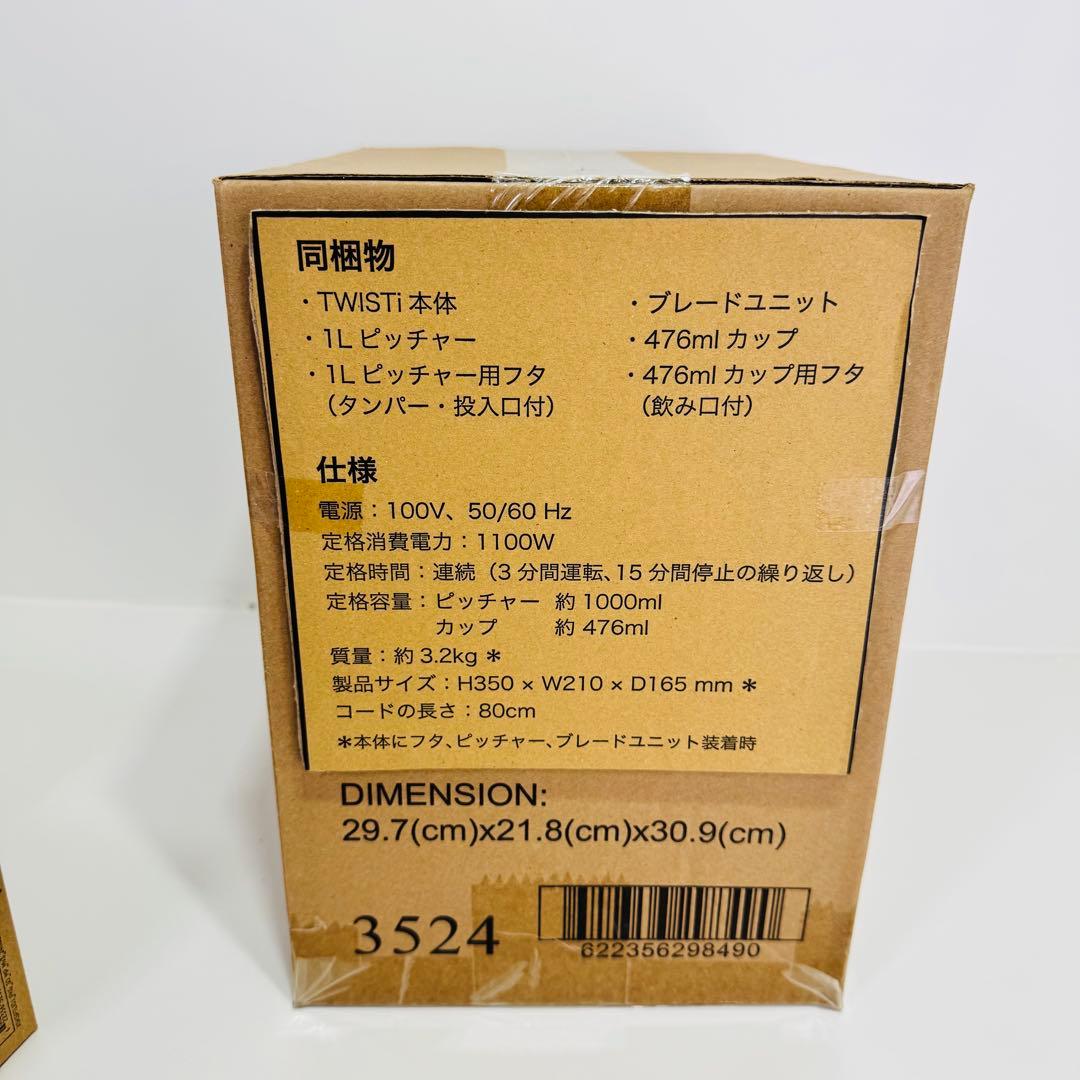 同梱物
・TWISTi 本体
・1L ピッチャー
・1L ピッチャー用フタ
（タンパー・投入口付）
・ブレードユニット
・476ml カップ
・476ml カップ用フタ
（飲み口付）
仕様
電源：100V、50/60 Hz
定格消費電力：1100W
定格時間：連続（3 分間運転、15 分間停止の繰り返し）
定格容量：ピッチャー 約 1000ml
カップ 約 476ml
質量：約 3.2kg ＊
製品サイズ：H350 × W210 × D165 mm ＊
コードの長さ：80cm
＊本体にフタ、ピッチャー、ブレードユニット装着時
DIMENSION:
29.7(cm)x21.8(cm)x30.9(cm)
3524
622356298490